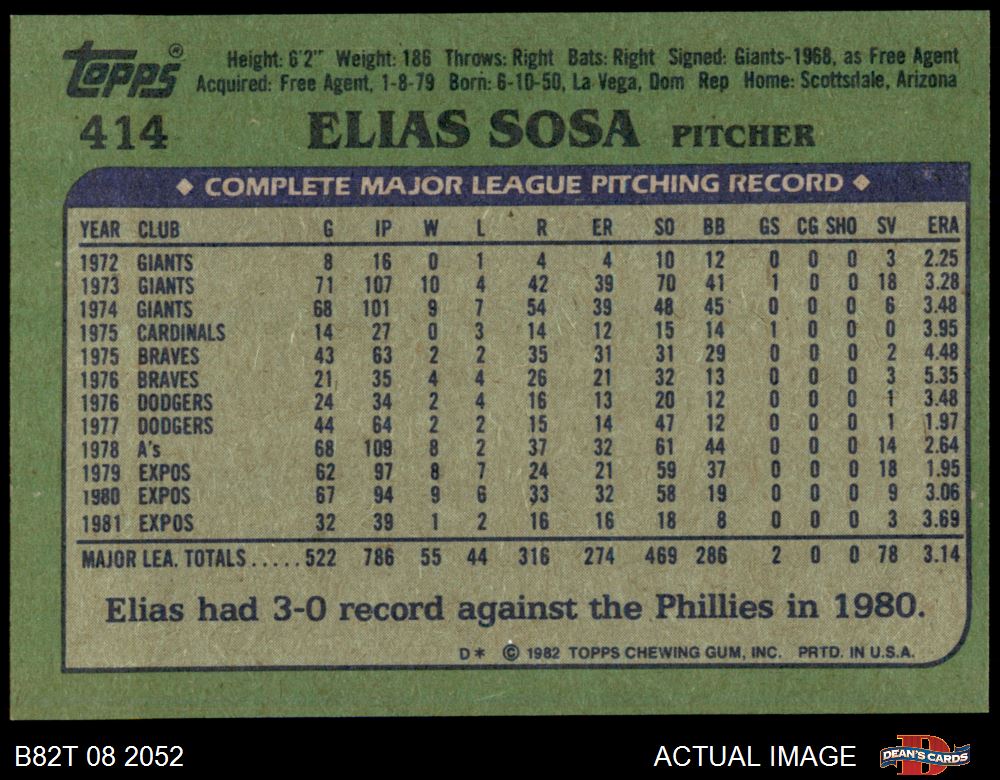 Topps® Height: 6'2" Weight: 186 Throws: Right Bats: Right Signed: Giants-1968, as Free Agent
Acquired: Free Agent, 1-8-79 Born: 6-10-50, La Vega, Dom Rep Home: Scottsdale, Arizona
414 ELIAS SOSA PITCHER
◆ COMPLETE MAJOR LEAGUE PITCHING RECORD ◆
YEAR CLUB G IP W L R ER SO BB GS CG SHO SV ERA
1972 GIANTS 8 16 0 1 4 4 10 12 0 0 0 3 2.25
1973 GIANTS 71 107 10 4 42 39 70 41 1 0 0 18 3.28
1974 GIANTS 68 101 9 7 54 39 48 45 0 0 0 6 3.48
1975 CARDINALS 14 27 0 3 14 12 15 14 1 0 0 0 3.95
1975 BRAVES 43 63 2 2 35 31 31 29 0 0 0 2 4.48
1976 BRAVES 21 35 4 4 26 21 32 13 0 0 0 3 5.35
1976 DODGERS 24 34 2 4 16 13 20 12 0 0 0 1 3.48
1977 DODGERS 44 64 2 2 15 14 47 12 0 0 0 1 1.97
1978 A's 68 109 8 2 37 32 61 44 0 0 0 14 2.64
1979 EXPOS 62 97 8 7 24 21 59 37 0 0 0 18 1.95
1980 EXPOS 67 94 9 6 33 32 58 19 0 0 0 9 3.06
1981 EXPOS 32 39 1 2 16 16 18 8 0 0 0 3 3.69
MAJOR LEA. TOTALS.....522 786 55 44 316 274 469 286 2 0 0 78 3.14
Elias had 3-0 record against the Phillies in 1980.
D* © 1982 TOPPS CHEWING GUM, INC. PRTD. IN U.S.A.
B82T 08 2052 ACTUAL IMAGE DEAN'S CARDS